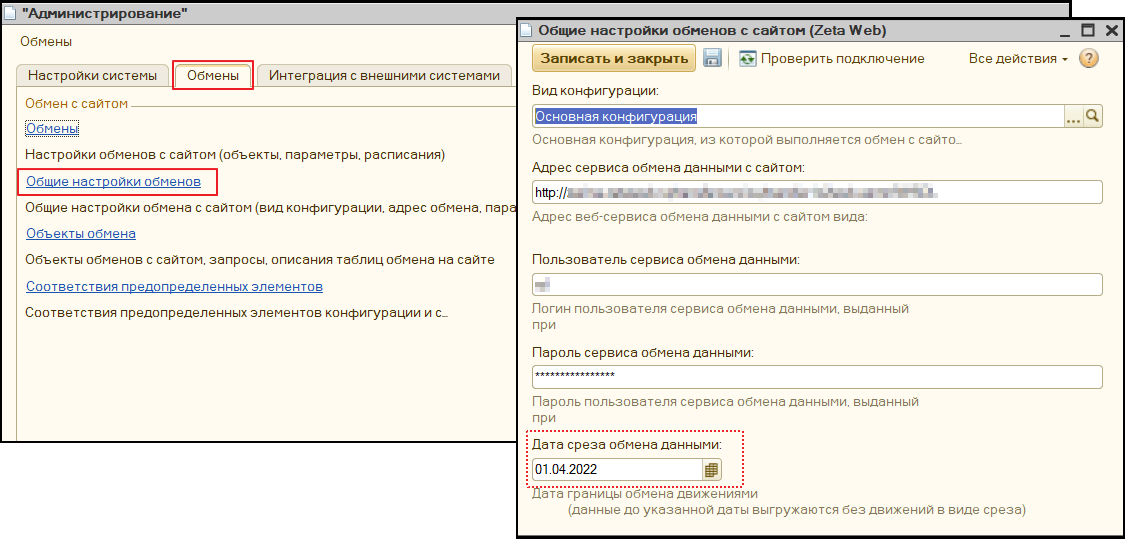 "Администрирование"
Обмены
Настройки системы
Обмены
Интеграция с внешними системами
Обмен с сайтом
Обмены
Настройки обменов с сайтом (объекты, параметры, расписания)
Общие настройки обменов
Общие настройки обмена с сайтом (вид конфигурации, адрес обмена, пара
Объекты обмена
Объекты обменов с сайтом, запросы, описания таблиц обмена на сайте
Соответствия предопределенных элементов
Соответствия предопределенных элементов конфигурации и с...
Общие настройки обменов с сайтом (Zeta Web)
Записать и закрыть
Проверить подключение
Все действия
?
Вид конфигурации:
Основная конфигурация
...
Основная конфигурация, из которой выполняется обмен с сайто...
Адрес сервиса обмена данными с сайтом:
http://
Адрес веб-сервиса обмена данными с сайтом вида:
Пользователь сервиса обмена данными:
Логин пользователя сервиса обмена данными, выданный
при
Пароль сервиса обмена данными:
****************
Пароль пользователя сервиса обмена данными, выданный
при
Дата среза обмена данными:
01.04.2022
Дата границы обмена движениями
(данные до указанной даты выгружаются без движений в виде среза)